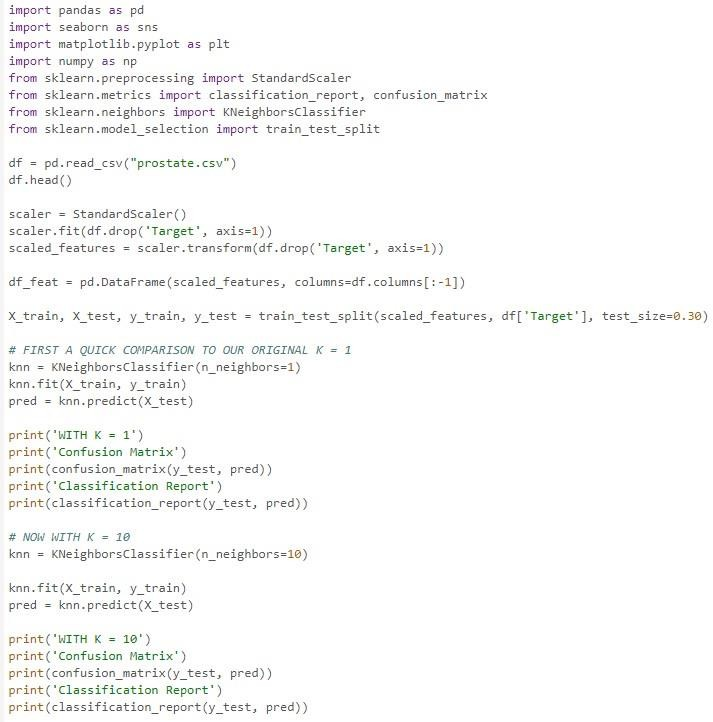 import pandas as pd
import seaborn as sns
import matplotlib.pyplot as plt
import numpy as np
from sklearn.preprocessing import StandardScaler
from sklearn.metrics import classification_report, confusion_matrix
from sklearn.neighbors import KNeighborsClassifier
from sklearn.model_selection import train_test_split

df = pd.read_csv("prostate.csv")
df.head()

scaler = StandardScaler()
scaler.fit(df.drop('Target', axis=1))
scaled_features = scaler.transform(df.drop('Target', axis=1))

df_feat = pd.DataFrame(scaled_features, columns=df.columns[:-1])

X_train, X_test, y_train, y_test = train_test_split(scaled_features, df['Target'], test_size=0.30)

# FIRST A QUICK COMPARISON TO OUR ORIGINAL K = 1
knn = KNeighborsClassifier(n_neighbors=1)
knn.fit(X_train, y_train)
pred = knn.predict(X_test)

print('WITH K = 1')
print('Confusion Matrix')
print(confusion_matrix(y_test, pred))
print('Classification Report')
print(classification_report(y_test, pred))

# NOW WITH K = 10
knn = KNeighborsClassifier(n_neighbors=10)

knn.fit(X_train, y_train)
pred = knn.predict(X_test)

print('WITH K = 10')
print('Confusion Matrix')
print(confusion_matrix(y_test, pred))
print('Classification Report')
print(classification_report(y_test, pred))